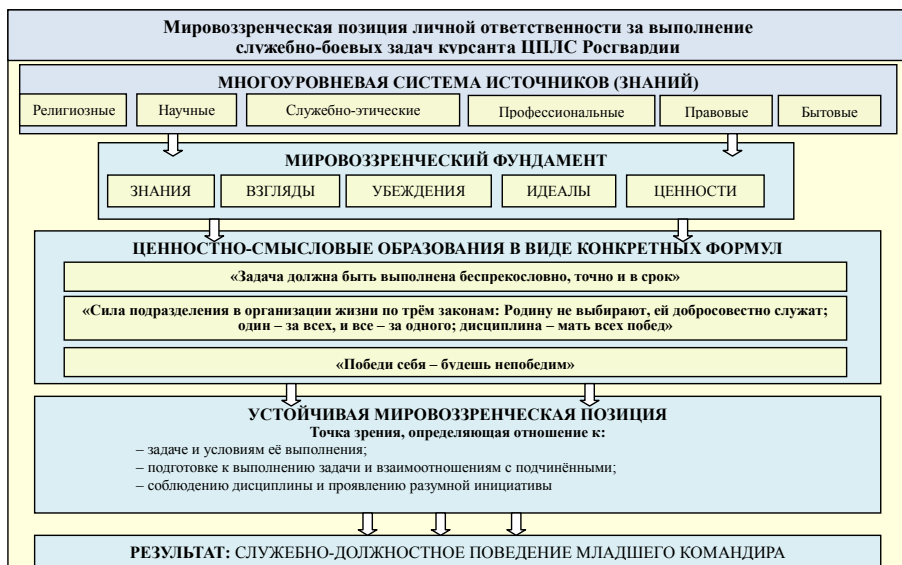 Мировоззренческая позиция личной ответственности за выполнение
служебно-боевых задач курсанта ЦПЛС Росгвардии
МНОГОУРОВНЕВАЯ СИСТЕМА ИСТОЧНИКОВ (ЗНАНИЙ)
Религиозные Научные Служебно-этические Профессиональные Правовые Бытовые
МИРОВОЗЗРЕНЧЕСКИЙ ФУНДАМЕНТ
ЗНАНИЯ ВЗГЛЯДЫ УБЕЖДЕНИЯ ИДЕАЛЫ ЦЕННОСТИ
ЦЕННОСТНО-СМЫСЛОВЫЕ ОБРАЗОВАНИЯ В ВИДЕ КОНКРЕТНЫХ ФОРМУЛ
«Задача должна быть выполнена беспрекословно, точно и в срок»
«Сила подразделения в организации жизни по трём законам: Родину не выбирают, ей добросовестно служат;
один – за всех, и все – за одного; дисциплина – мать всех побед»
«Победи себя – будешь непобедим»
УСТОЙЧИВАЯ МИРОВОЗЗРЕНЧЕСКАЯ ПОЗИЦИЯ
Точка зрения, определяющая отношение к:
– задаче и условиям её выполнения;
– подготовке к выполнению задачи и взаимоотношениям с подчинёнными;
– соблюдению дисциплины и проявлению разумной инициативы
РЕЗУЛЬТАТ: СЛУЖЕБНО-ДОЛЖНОСТНОЕ ПОВЕДЕНИЕ МЛАДШЕГО КОМАНДИРА